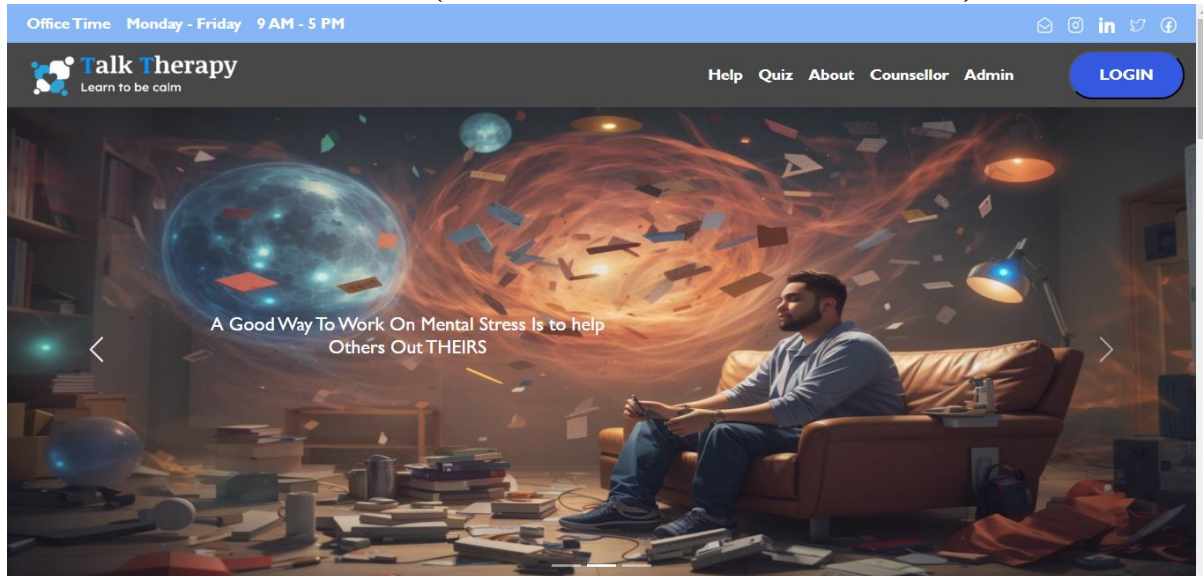 Office Time Monday - Friday 9 AM - 5 PM
in
Talk Therapy
Learn to be calm
Help Quiz About Counsellor Admin LOGIN
A Good Way To Work On Mental Stress Is to help
Others Out THEIRS